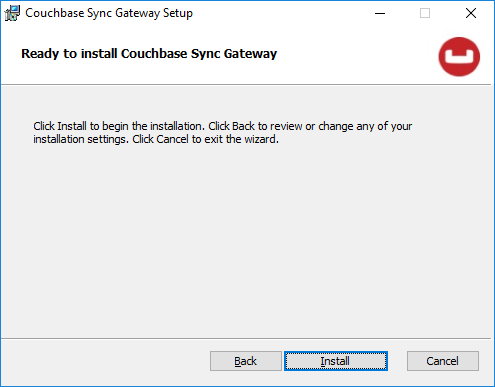 Couchbase Sync Gateway Setup
Ready to install Couchbase Sync Gateway
Click Install to begin the installation. Click Back to review or change any of your
installation settings. Click Cancel to exit the wizard.
Back Install Cancel